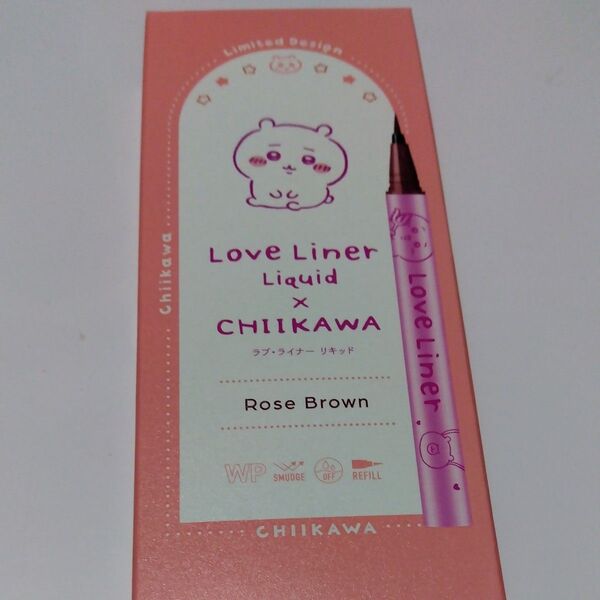 Limited Design
Chiikawa
Love Liner
Liquid
×
CHIIKAWA
ラブ・ライナー リキッド
Rose Brown
WP
SMUDGE
OFF
REFILL
Love Liner
CHIIKAWA